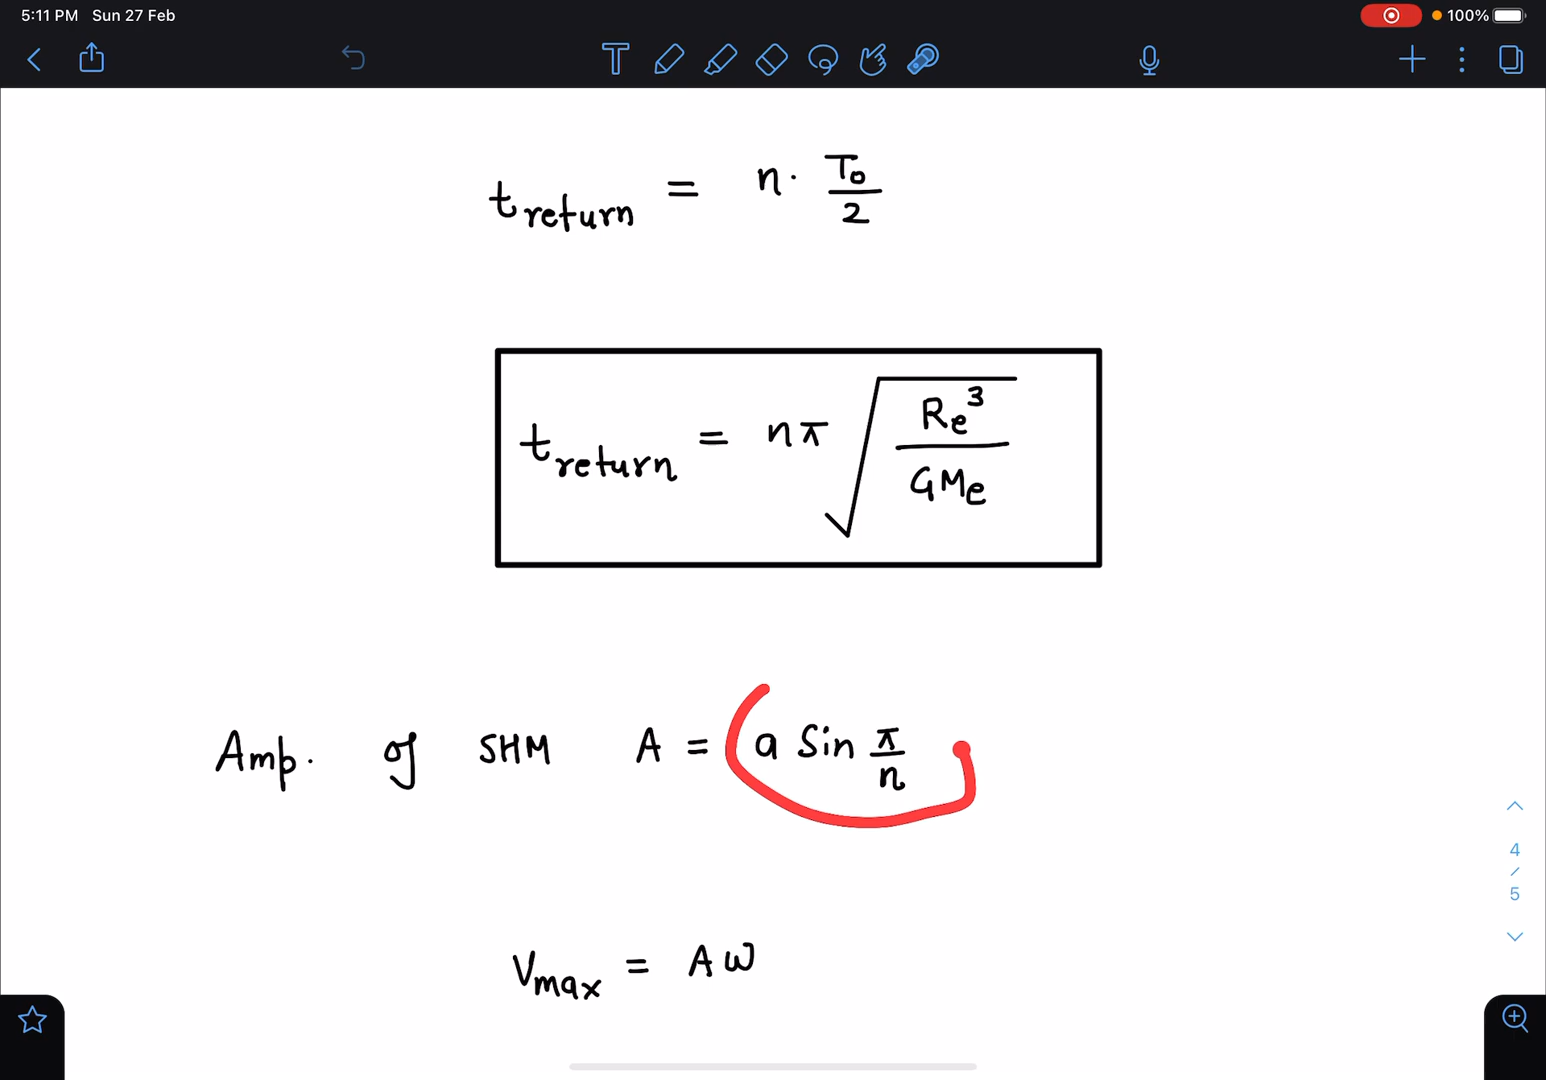 5:11 PM Sun 27 Feb 100%
t_return = n · T₀/2
t_return = nπ √(Re³/GMe)
Amp. of SHM A = a Sin π/n
4
/
5
Vmax = Aω